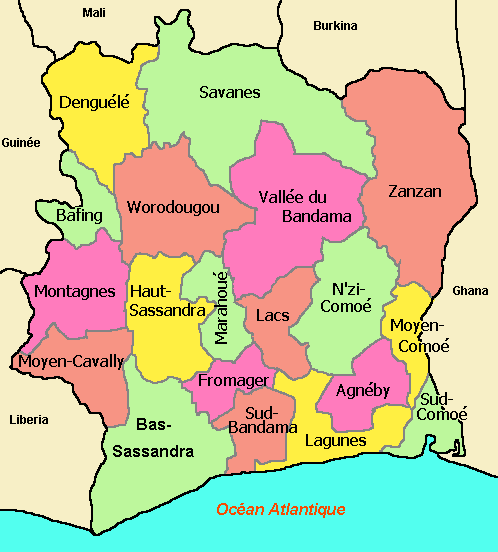 Mali
Burkina
Denguélé
Savanes
Guinée
Zanzan
Vallée du
Bandama
Worodougou
Bafing
Montagnes
Haut-
Sassandra
Marahoué
N'zi-
Comoé
Ghana
Lacs
Moyen-
Comoé
Moyen-Cavally
Fromager
Agnéby
Sud-
Comoé
Sud-
Bandama
Liberia
Bas-
Sassandra
Lagunes
Océan Atlantique